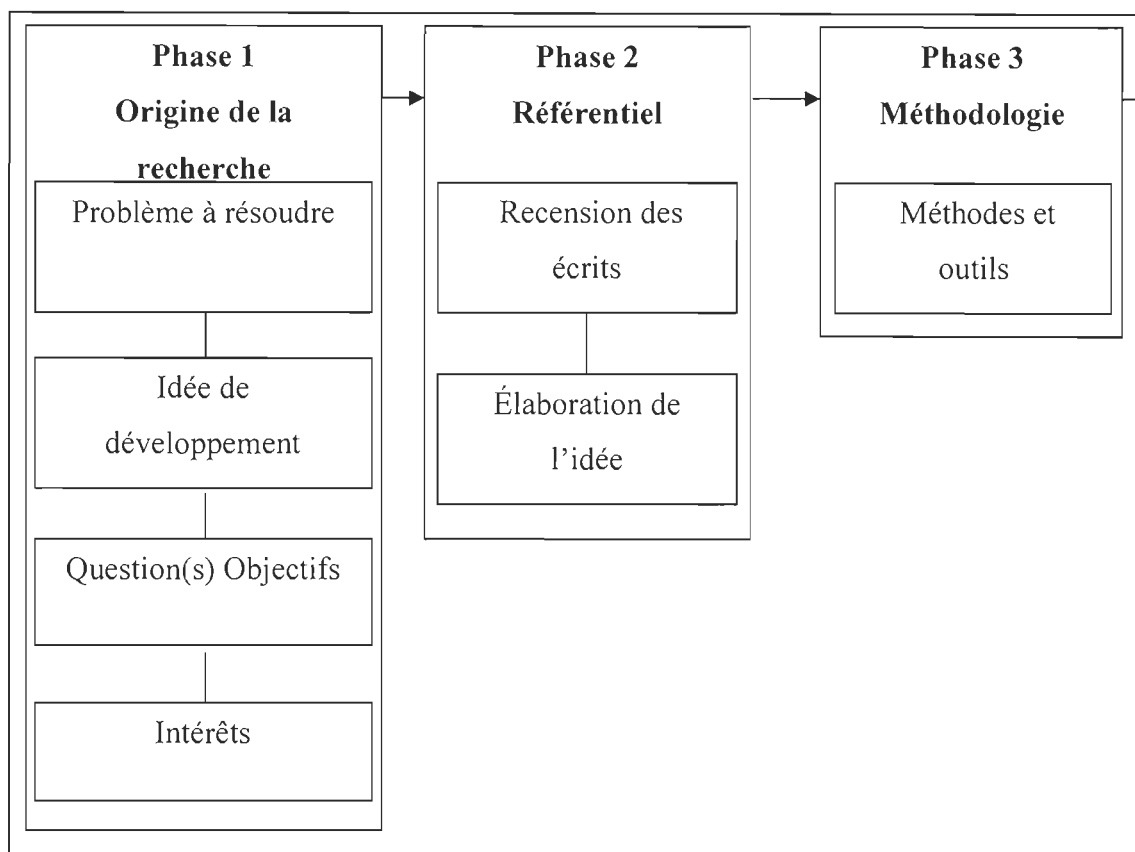 Phase 1
Origine de la
recherche
Problème à résoudre
Idée de
développement
Question(s) Objectifs
Intérêts
Phase 2
Référentiel
Recension des
écrits
Élaboration de
l’idée
Phase 3
Méthodologie
Méthodes et
outils